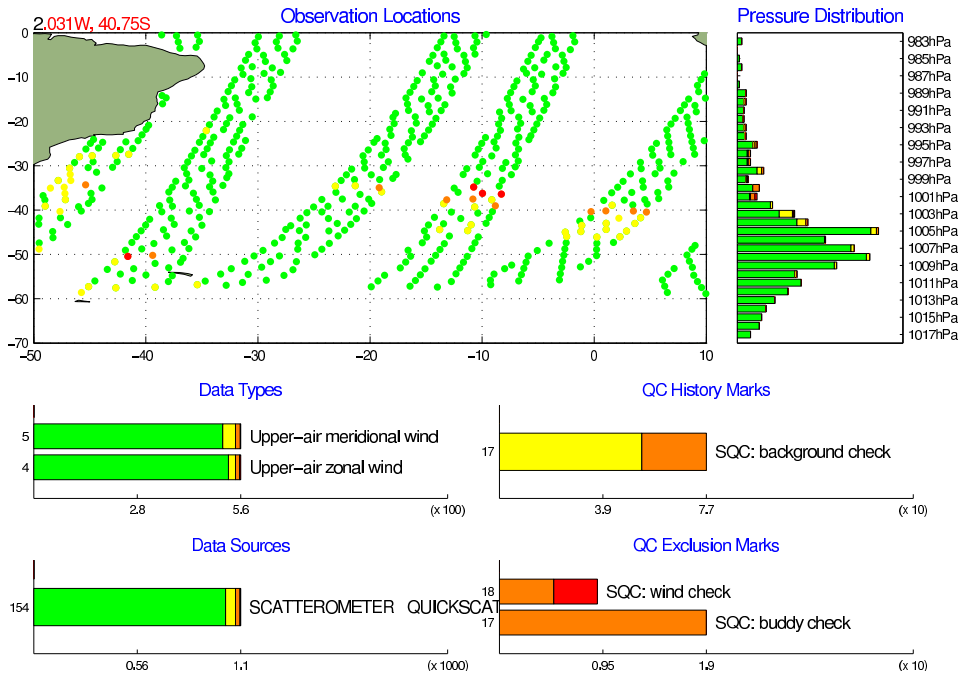 Observation Locations
2.031W, 40.75S
0
−10
−20
−30
−40
−50
−60
−70
−50
−40
−30
−20
−10
0
10
Pressure Distribution
983hPa
985hPa
987hPa
989hPa
991hPa
993hPa
995hPa
997hPa
999hPa
1001hPa
1003hPa
1005hPa
1007hPa
1009hPa
1011hPa
1013hPa
1015hPa
1017hPa
Data Types
5
Upper−air meridional wind
4
Upper−air zonal wind
2.8
5.6
(x 100)
QC History Marks
17
SQC: background check
3.9
7.7
(x 10)
Data Sources
154
SCATTEROMETER QUICKSCAT
0.56
1.1
(x 1000)
QC Exclusion Marks
18
SQC: wind check
17
SQC: buddy check
0.95
1.9
(x 10)